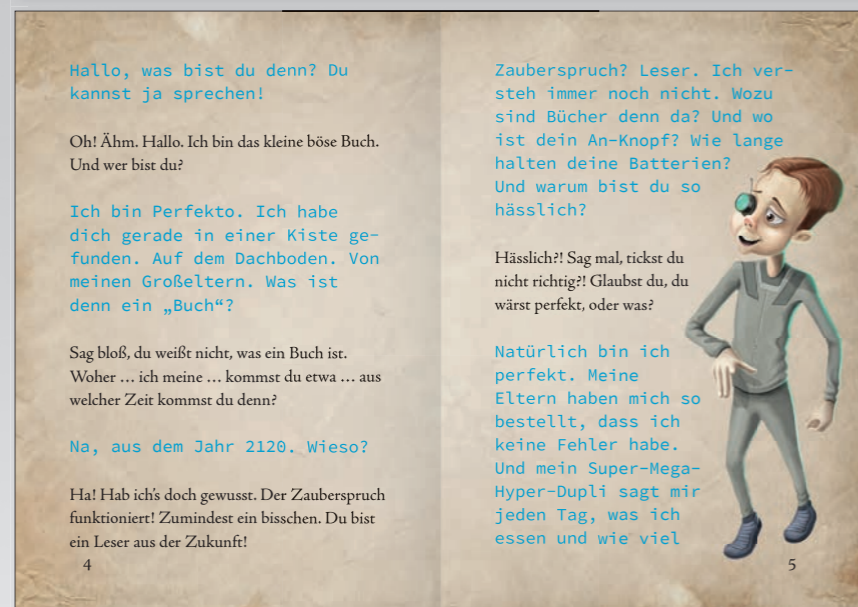 Hallo, was bist du denn? Du
kannst ja sprechen!
Oh! Ähm. Hallo. Ich bin das kleine böse Buch.
Und wer bist du?
Ich bin Perfekto. Ich habe
dich gerade in einer Kiste ge-
funden. Auf dem Dachboden. Von
meinen Großeltern. Was ist
denn ein „Buch“?
Sag bloß, du weißt nicht, was ein Buch ist.
Woher … ich meine … kommst du etwa … aus
welcher Zeit kommst du denn?
Na, aus dem Jahr 2120. Wieso?
Ha! Hab ich’s doch gewusst. Der Zauberspruch
funktioniert! Zumindest ein bisschen. Du bist
ein Leser aus der Zukunft!
4
Zauberspruch? Leser. Ich ver-
steh immer noch nicht. Wozu
sind Bücher denn da? Und wo
ist dein An-Knopf? Wie lange
halten deine Batterien?
Und warum bist du so
hässlich?
Hässlich?! Sag mal, tickst du
nicht richtig?! Glaubst du, du
wärst perfekt, oder was?
Natürlich bin ich
perfekt. Meine
Eltern haben mich so
bestellt, dass ich
keine Fehler habe.
Und mein Super-Mega-
Hyper-Dupli sagt mir
jeden Tag, was ich
essen und wie viel
5